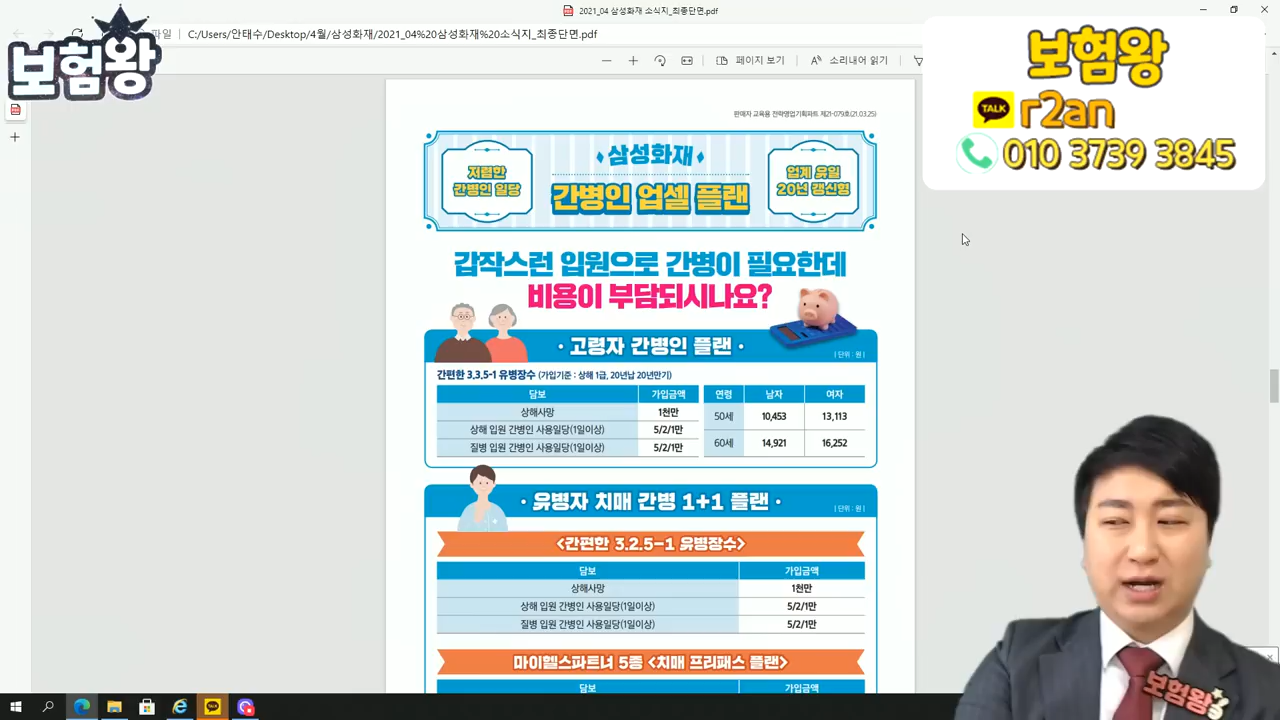 2021_04 삼성화재 소식지_최종단면.pdf
파일
C:/Users/안태수/Desktop/4월/삼성화재/2021_04%20삼성화재%20소식지_최종단면.pdf
페이지 보기
소리내어 읽기
보험왕
보험왕
TALK
r2an
010 3739 3845
판매자 교육용 전략영업기획파트 제21-079호(21.03.25)
저렴한
간병인 일당
삼성화재
간병인 업셀 플랜
업계 유일
20년 갱신형
갑작스런 입원으로 간병이 필요한데
비용이 부담되시나요?
· 고령자 간병인 플랜 ·
| 단위 : 원 |
간편한 3.3.5-1 유병장수 (가입기준 : 상해 1급, 20년납 20년만기)
담보 가입금액 연령 남자 여자
상해사망 1천만
상해 입원 간병인 사용일당(1일이상) 5/2/1만
질병 입원 간병인 사용일당(1일이상) 5/2/1만
50세 10,453 13,113
60세 14,921 16,252
· 유병자 치매 간병 1+1 플랜 ·
| 단위 : 원 |
<간편한 3.2.5-1 유병장수>
담보 가입금액
상해사망 1천만
상해 입원 간병인 사용일당(1일이상) 5/2/1만
질병 입원 간병인 사용일당(1일이상) 5/2/1만
마이헬스파트너 5종 <치매 프리패스 플랜>
담보 가입금액
보험왕